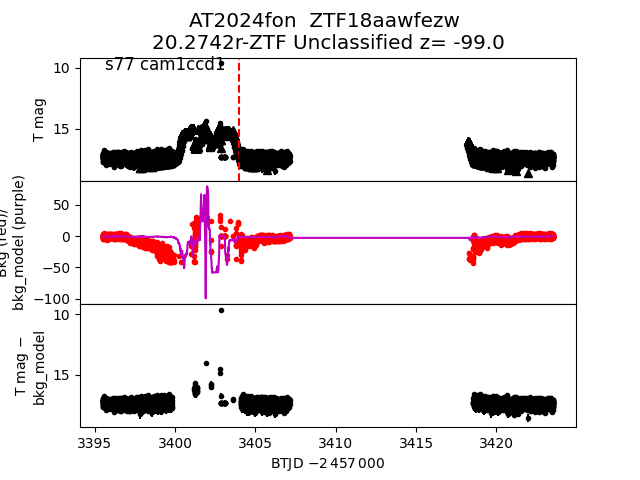 AT2024fon  ZTF18aawfezw
20.2742r-ZTF Unclassified z= -99.0
s77 cam1ccd1
T mag
10
15
Bkg (red)/
bkg_model (purple)
50
0
−50
−100
T mag −
bkg_model
10
15
3395
3400
3405
3410
3415
3420
BTJD −2 457 000